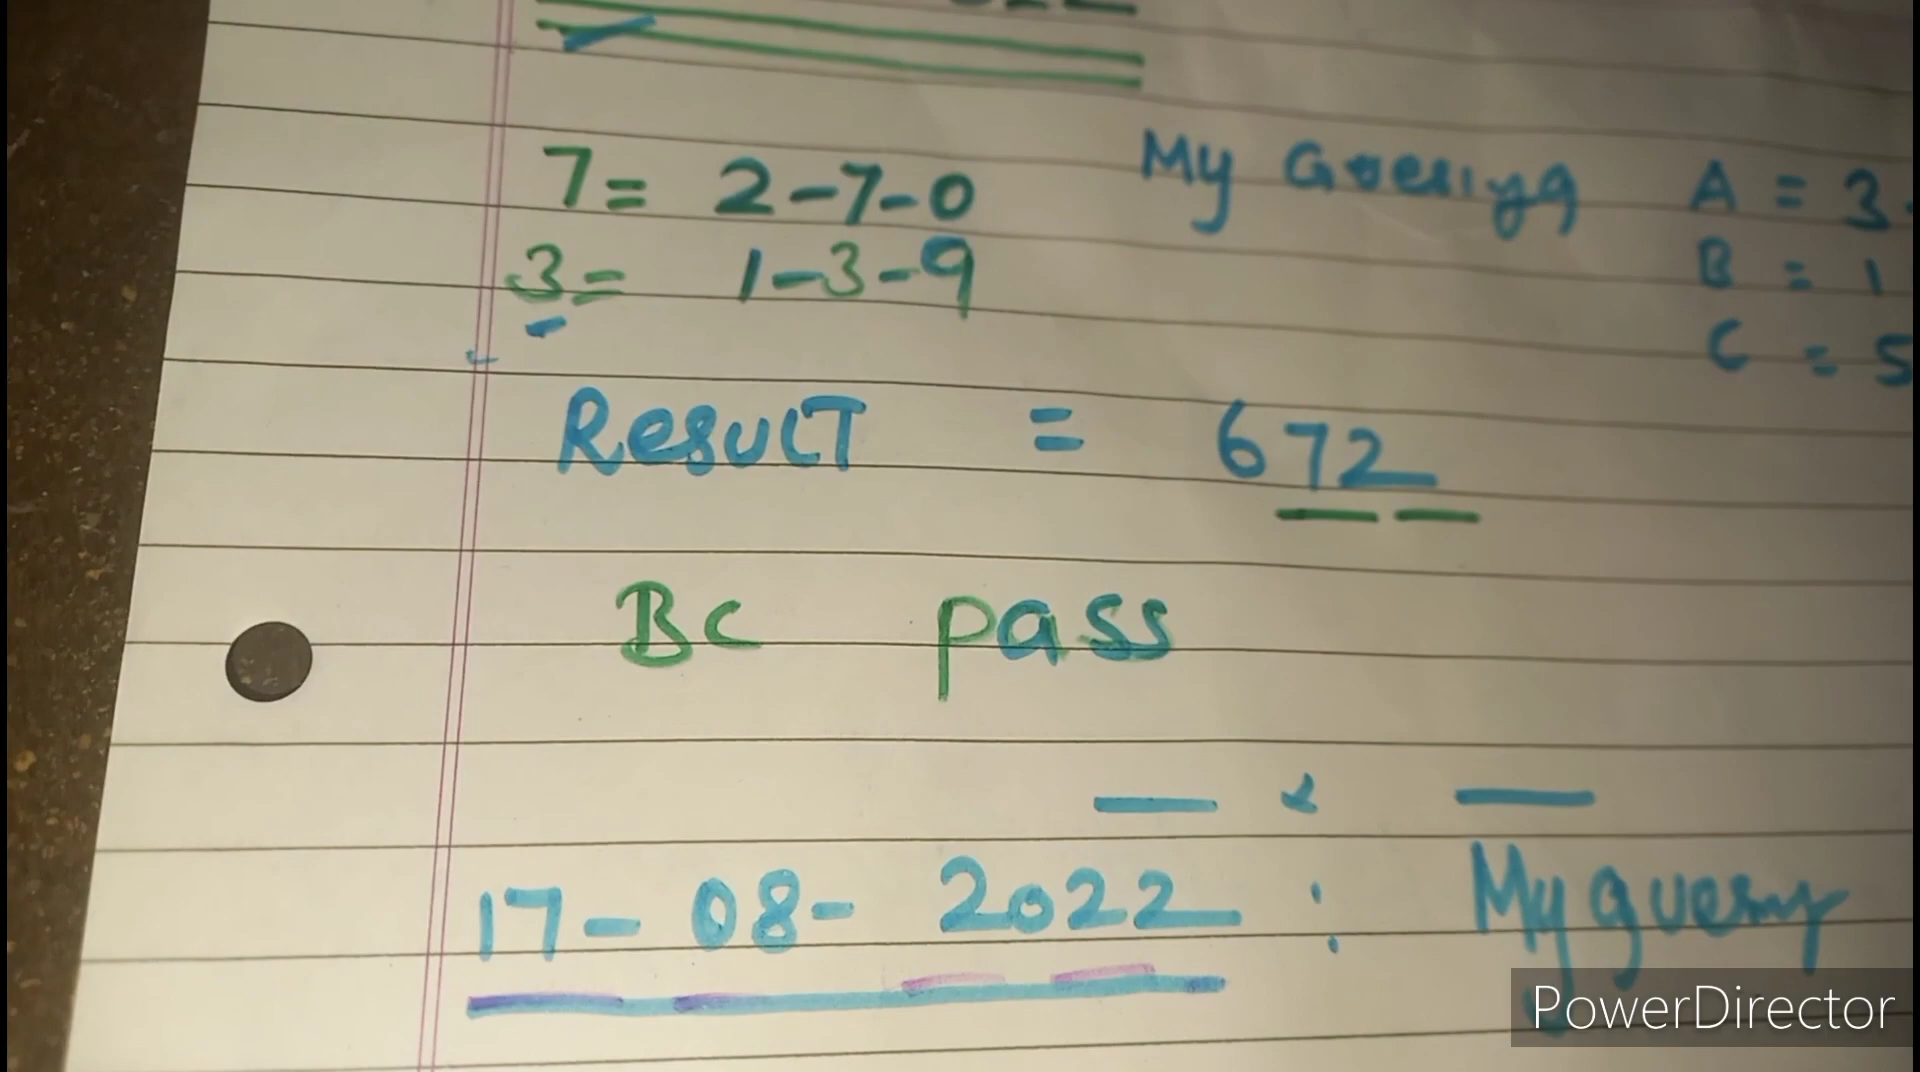 7 = 2-7-0
My Goesiyg A = 3
3 = 1-3-9
B = 1
C = 5
ResulT = 672
Bc pass
17-08-2022 : My
PowerDirector